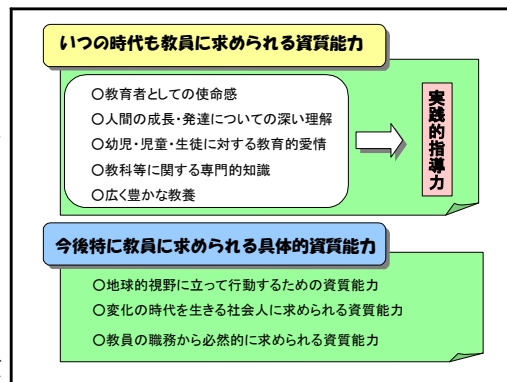 いつの時代も教員に求められる資質能力
○教育者としての使命感
○人間の成長・発達についての深い理解
○幼児・児童・生徒に対する教育的愛情
○教科等に関する専門的知識
○広く豊かな教養
実践的指導力
今後特に教員に求められる具体的資質能力
○地球的視野に立って行動するための資質能力
○変化の時代を生きる社会人に求められる資質能力
○教員の職務から必然的に求められる資質能力